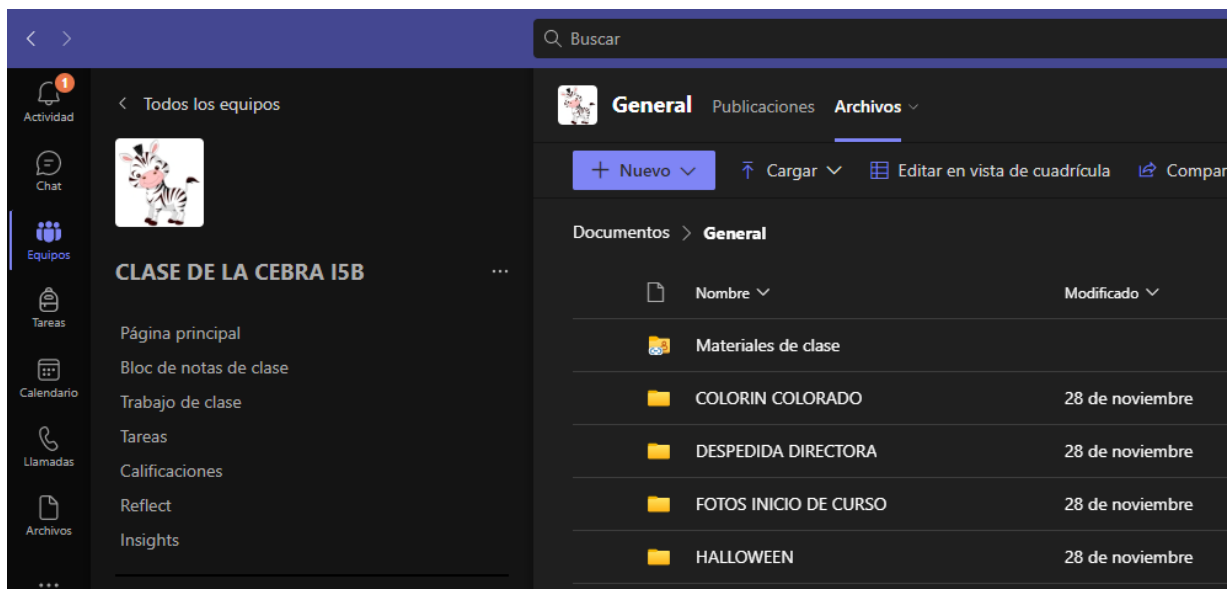 Buscar
1
Actividad
Chat
Equipos
Tareas
Calendario
Llamadas
Archivos
Todos los equipos
CLASE DE LA CEBRA I5B
Página principal
Bloc de notas de clase
Trabajo de clase
Tareas
Calificaciones
Reflect
Insights
General Publicaciones Archivos
Nuevo Cargar Editar en vista de cuadrícula Compar
Documentos > General
Nombre Modificado
Materiales de clase
COLORIN COLORADO 28 de noviembre
DESPEDIDA DIRECTORA 28 de noviembre
FOTOS INICIO DE CURSO 28 de noviembre
HALLOWEEN 28 de noviembre